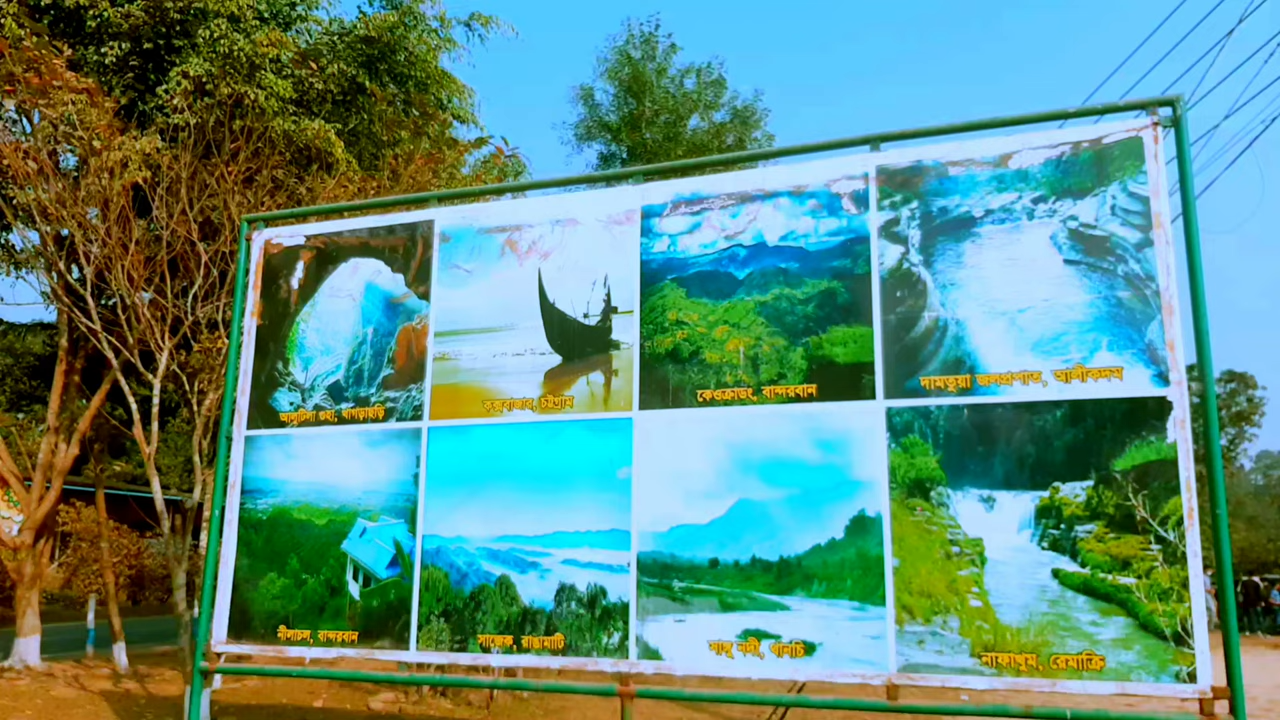 আলুটিলা গুহা, খাগড়াছড়ি
কক্সবাজার, চট্টগ্রাম
কেওক্রাডং, বান্দরবান
দামতুয়া জলপ্রপাত, আলীকদম
নীলাচল, বান্দরবান
সাজেক, রাঙামাটি
সাঙ্গু নদী, থানচি
নাফাখুম, রেমাক্রি